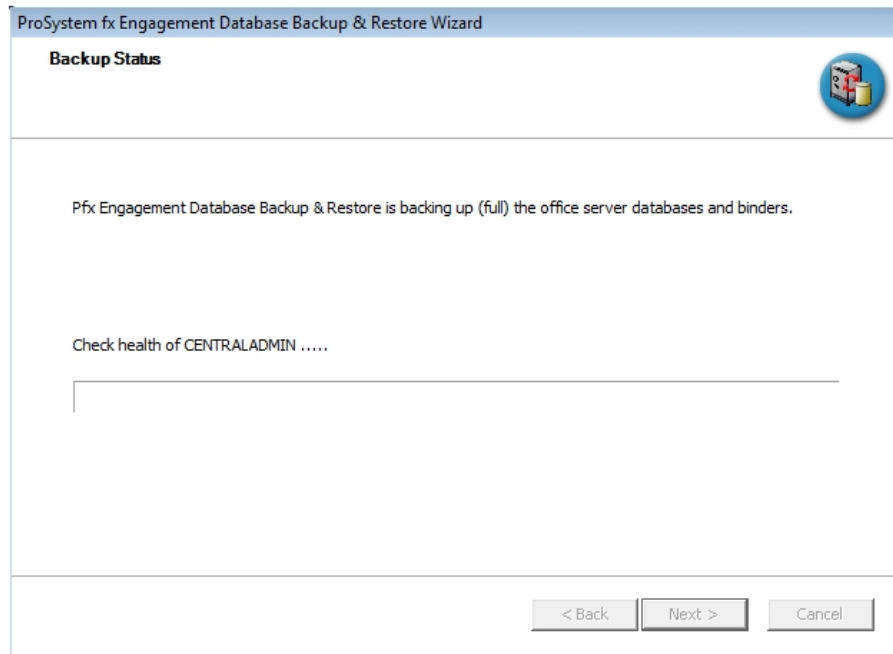 ProSystem fx Engagement Database Backup & Restore Wizard
Backup Status
Pfx Engagement Database Backup & Restore is backing up (full) the office server databases and binders.
Check health of CENTRALADMIN .....
< Back
Next >
Cancel